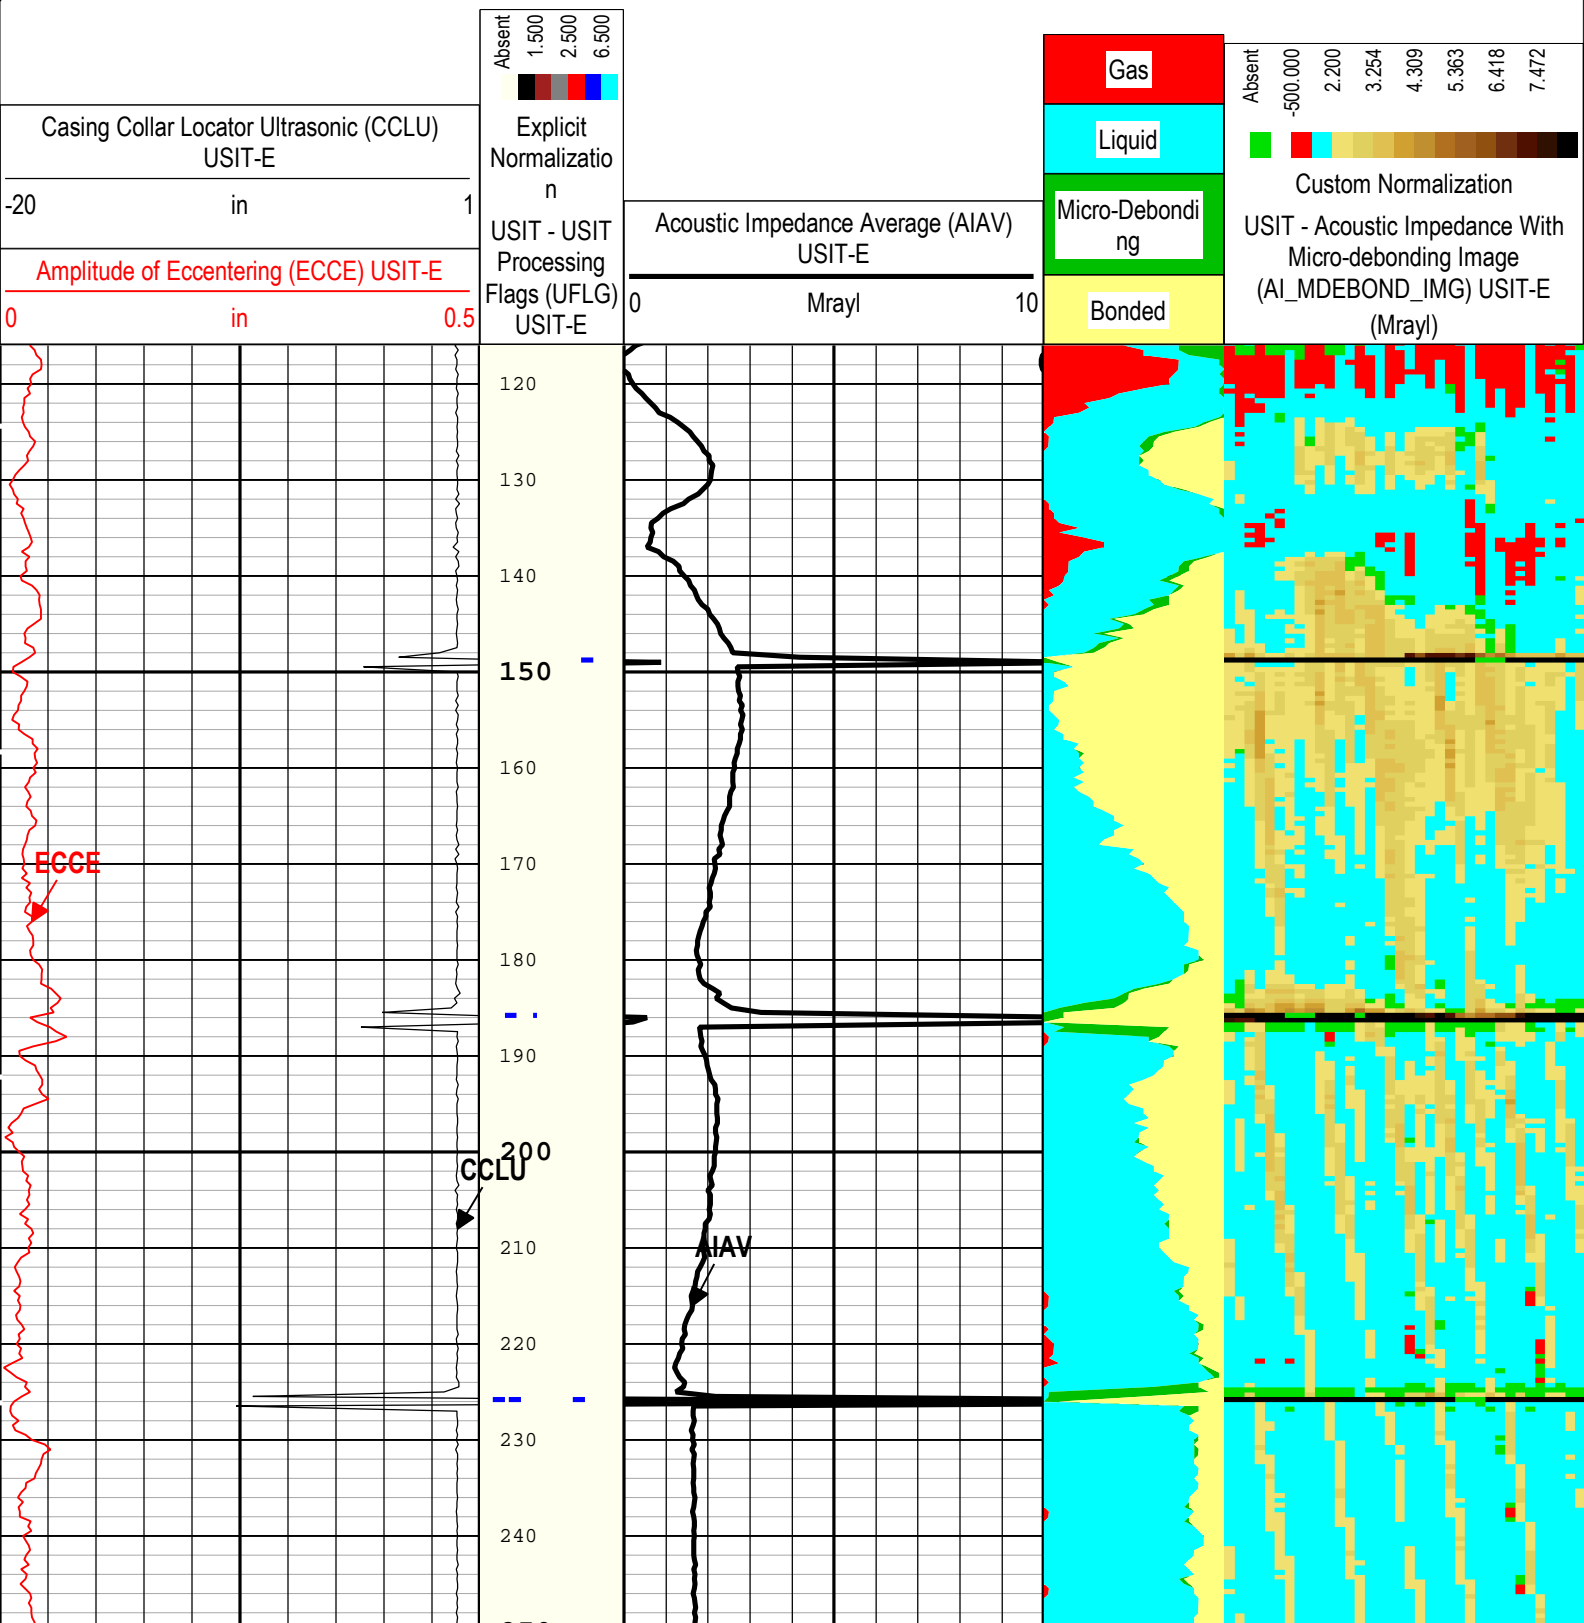 Casing Collar Locator Ultrasonic (CCLU)
USIT-E
-20 in 1
Amplitude of Eccentering (ECCE) USIT-E
0 in 0.5
Absent
1.500
2.500
6.500
Explicit
Normalizatio
n
USIT - USIT
Processing
Flags (UFLG)
USIT-E
Acoustic Impedance Average (AIAV)
USIT-E
0 Mrayl 10
Gas
Liquid
Micro-Debondi
ng
Bonded
Absent
-500.000
2.200
3.254
4.309
5.363
6.418
7.472
Custom Normalization
USIT - Acoustic Impedance With
Micro-debonding Image
(AI_MDEBOND_IMG) USIT-E
(Mrayl)
120
130
140
150
160
170
ECCE
180
190
200
CCLU
210
AIAV
220
230
240